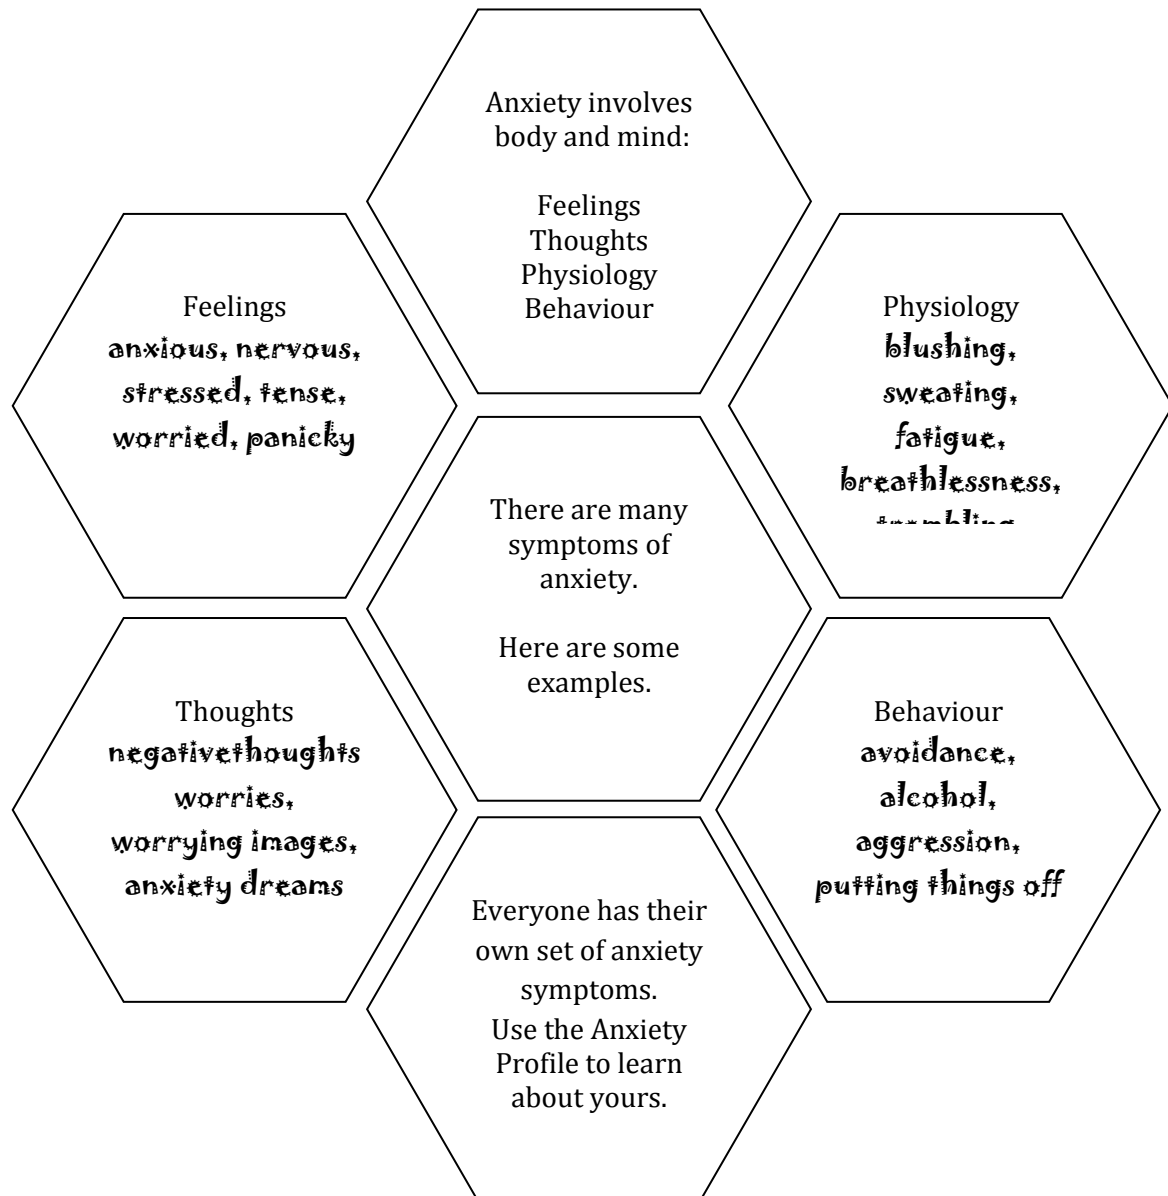 Anxiety involves
body and mind:
Feelings
Thoughts
Physiology
Behaviour
Feelings
anxious, nervous,
stressed, tense,
worried, panicky
Physiology
blushing,
sweating,
fatigue,
breathlessness,
There are many
symptoms of
anxiety.
Here are some
examples.
Thoughts
negativethoughts
worries,
worrying images,
anxiety dreams
Behaviour
avoidance,
alcohol,
aggression,
putting things off
Everyone has their
own set of anxiety
symptoms.
Use the Anxiety
Profile to learn
about yours.